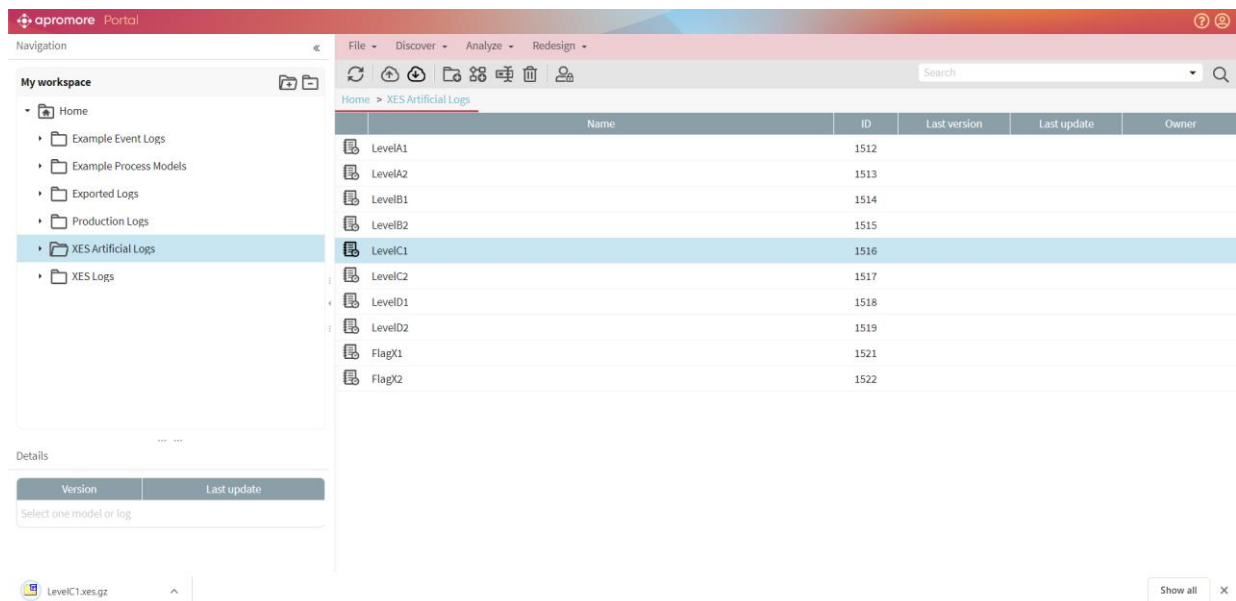 apromore Portal
Navigation
My workspace
Home
Example Event Logs
Example Process Models
Exported Logs
Production Logs
XES Artificial Logs
XES Logs
Details
Version Last update
Select one model or log
File Discover Analyze Redesign
Search
Home > XES Artificial Logs
Name ID Last version Last update Owner
LevelA1 1512
LevelA2 1513
LevelB1 1514
LevelB2 1515
LevelC1 1516
LevelC2 1517
LevelD1 1518
LevelD2 1519
FlagX1 1521
FlagX2 1522
LevelC1.xes.gz
Show all